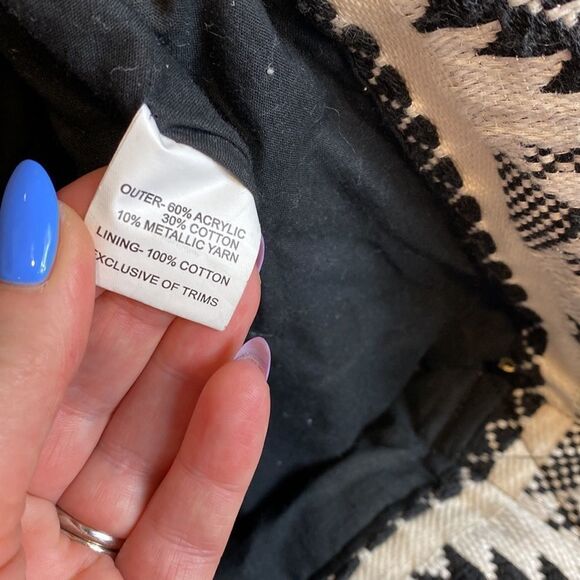 OUTER- 60% ACRYLIC
30% COTTON
10% METALLIC YARN
LINING- 100% COTTON
EXCLUSIVE OF TRIMS